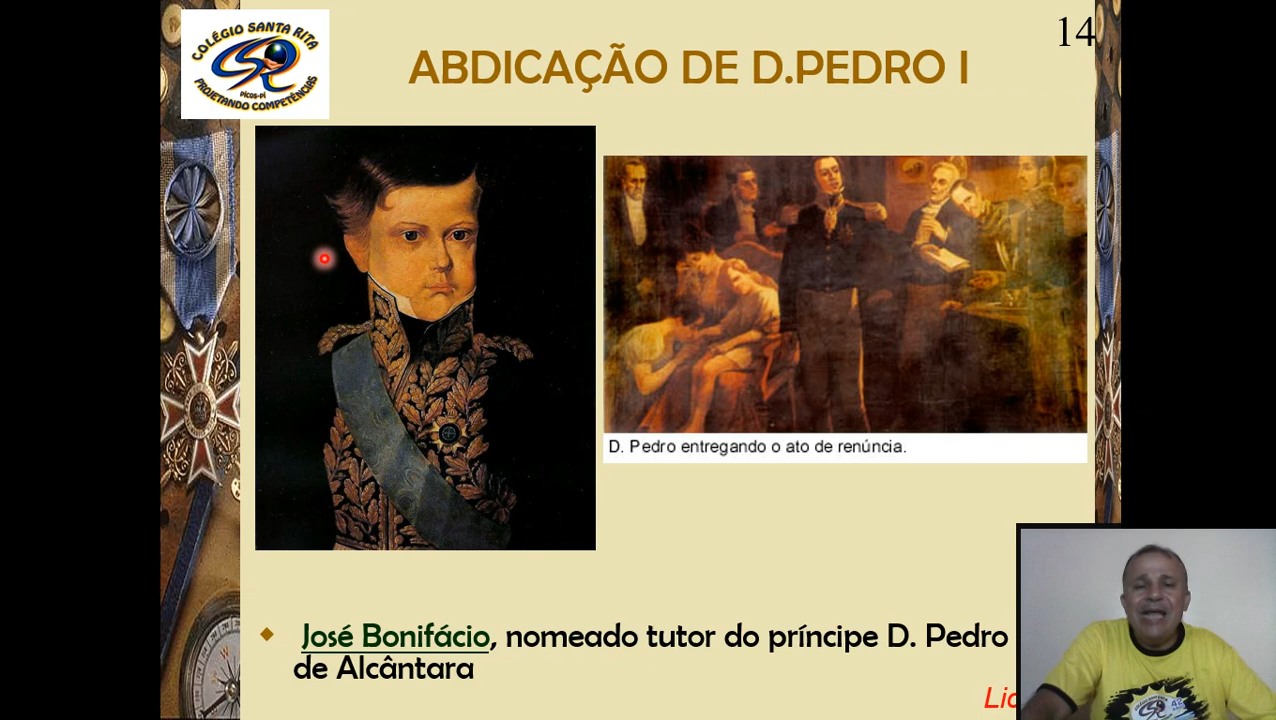 14
COLÉGIO SANTA RITA
PICOS-PI
PROJETANDO COMPETÊNCIAS
ABDICAÇÃO DE D.PEDRO I
D. Pedro entregando o ato de renúncia.
José Bonifácio, nomeado tutor do príncipe D. Pedro
de Alcântara